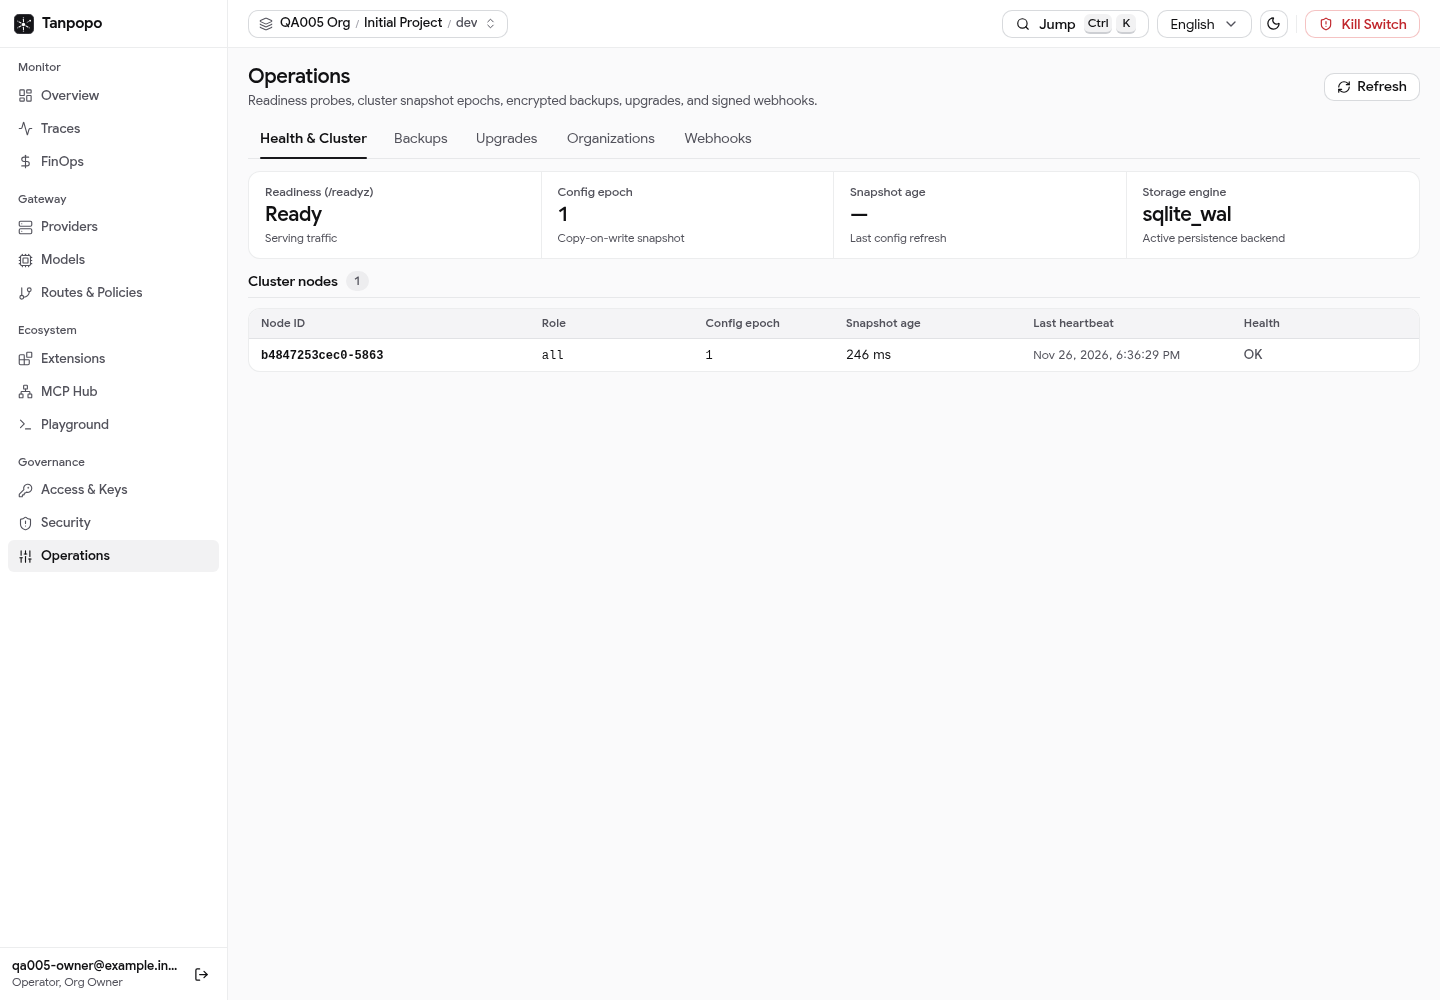 Tanpopo
QA005 Org / Initial Project / dev
Jump Ctrl K
English
Kill Switch
Monitor
Overview
Traces
FinOps
Gateway
Providers
Models
Routes & Policies
Ecosystem
Extensions
MCP Hub
Playground
Governance
Access & Keys
Security
Operations
qa005-owner@example.in...
Operator, Org Owner
Operations
Readiness probes, cluster snapshot epochs, encrypted backups, upgrades, and signed webhooks.
Refresh
Health & Cluster Backups Upgrades Organizations Webhooks
Readiness (/readyz)
Ready
Serving traffic
Config epoch
1
Copy-on-write snapshot
Snapshot age
—
Last config refresh
Storage engine
sqlite_wal
Active persistence backend
Cluster nodes 1
Node ID Role Config epoch Snapshot age Last heartbeat Health
b4847253cec0-5863 all 1 246 ms Nov 26, 2026, 6:36:29 PM OK